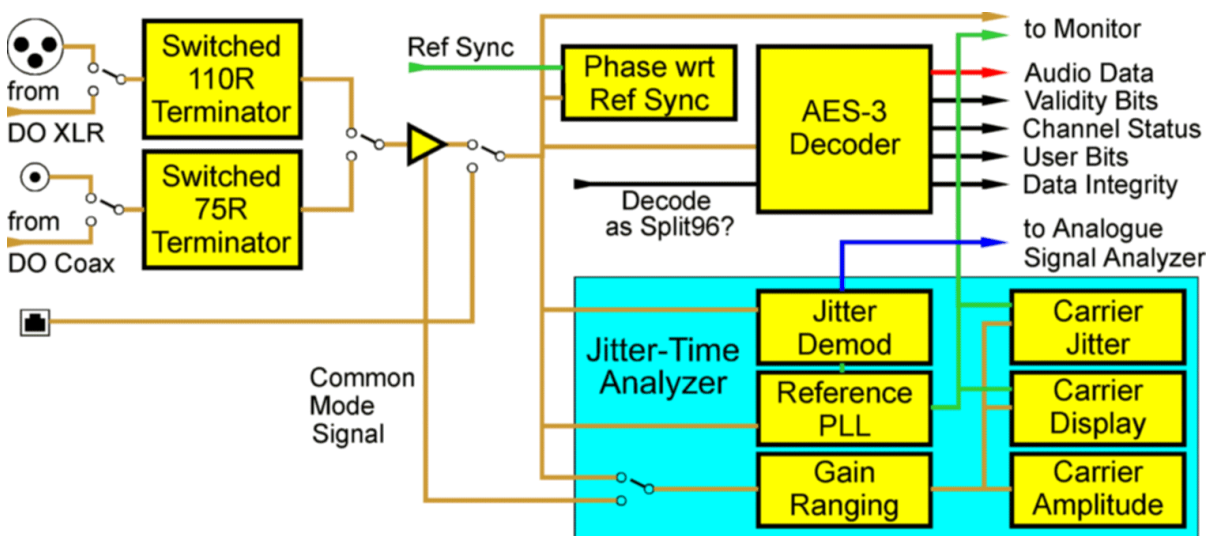 from
DO XLR
Switched
110R
Terminator
from
DO Coax
Switched
75R
Terminator
Ref Sync
Phase wrt
Ref Sync
AES-3
Decoder
Decode
as Split96?
to Monitor
Audio Data
Validity Bits
Channel Status
User Bits
Data Integrity
to Analogue
Signal Analyzer
Common
Mode
Signal
Jitter-Time
Analyzer
Jitter
Demod
Reference
PLL
Gain
Ranging
Carrier
Jitter
Carrier
Display
Carrier
Amplitude